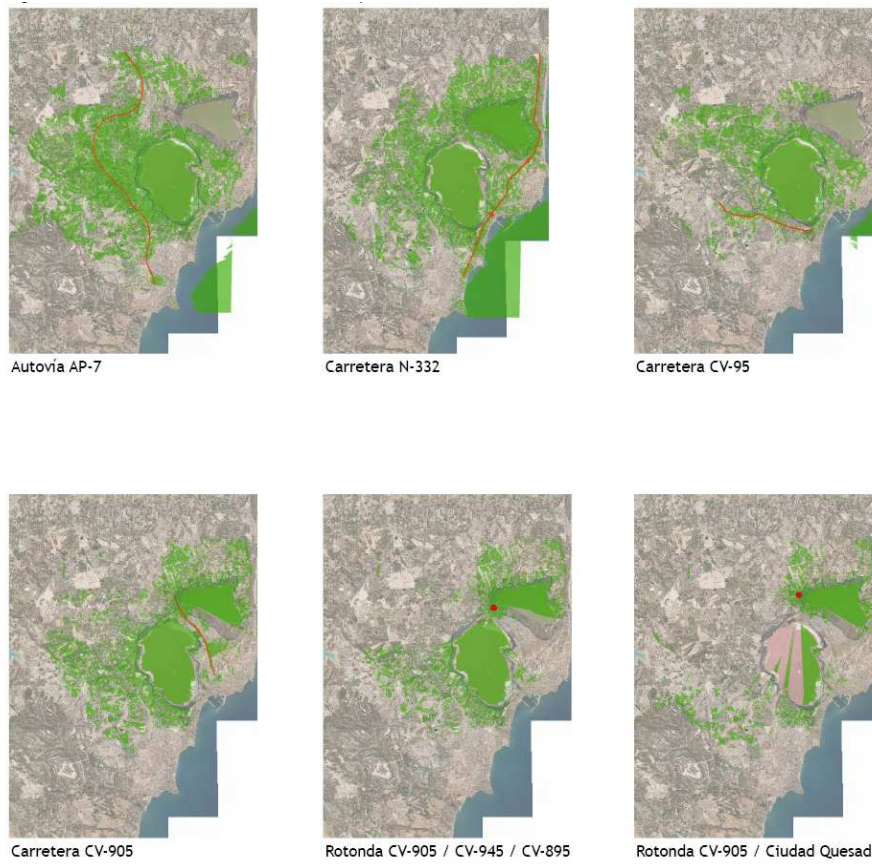 Autovía AP-7
Carretera N-332
Carretera CV-95
Carretera CV-905
Rotonda CV-905 / CV-945 / CV-895
Rotonda CV-905 / Ciudad Quesad